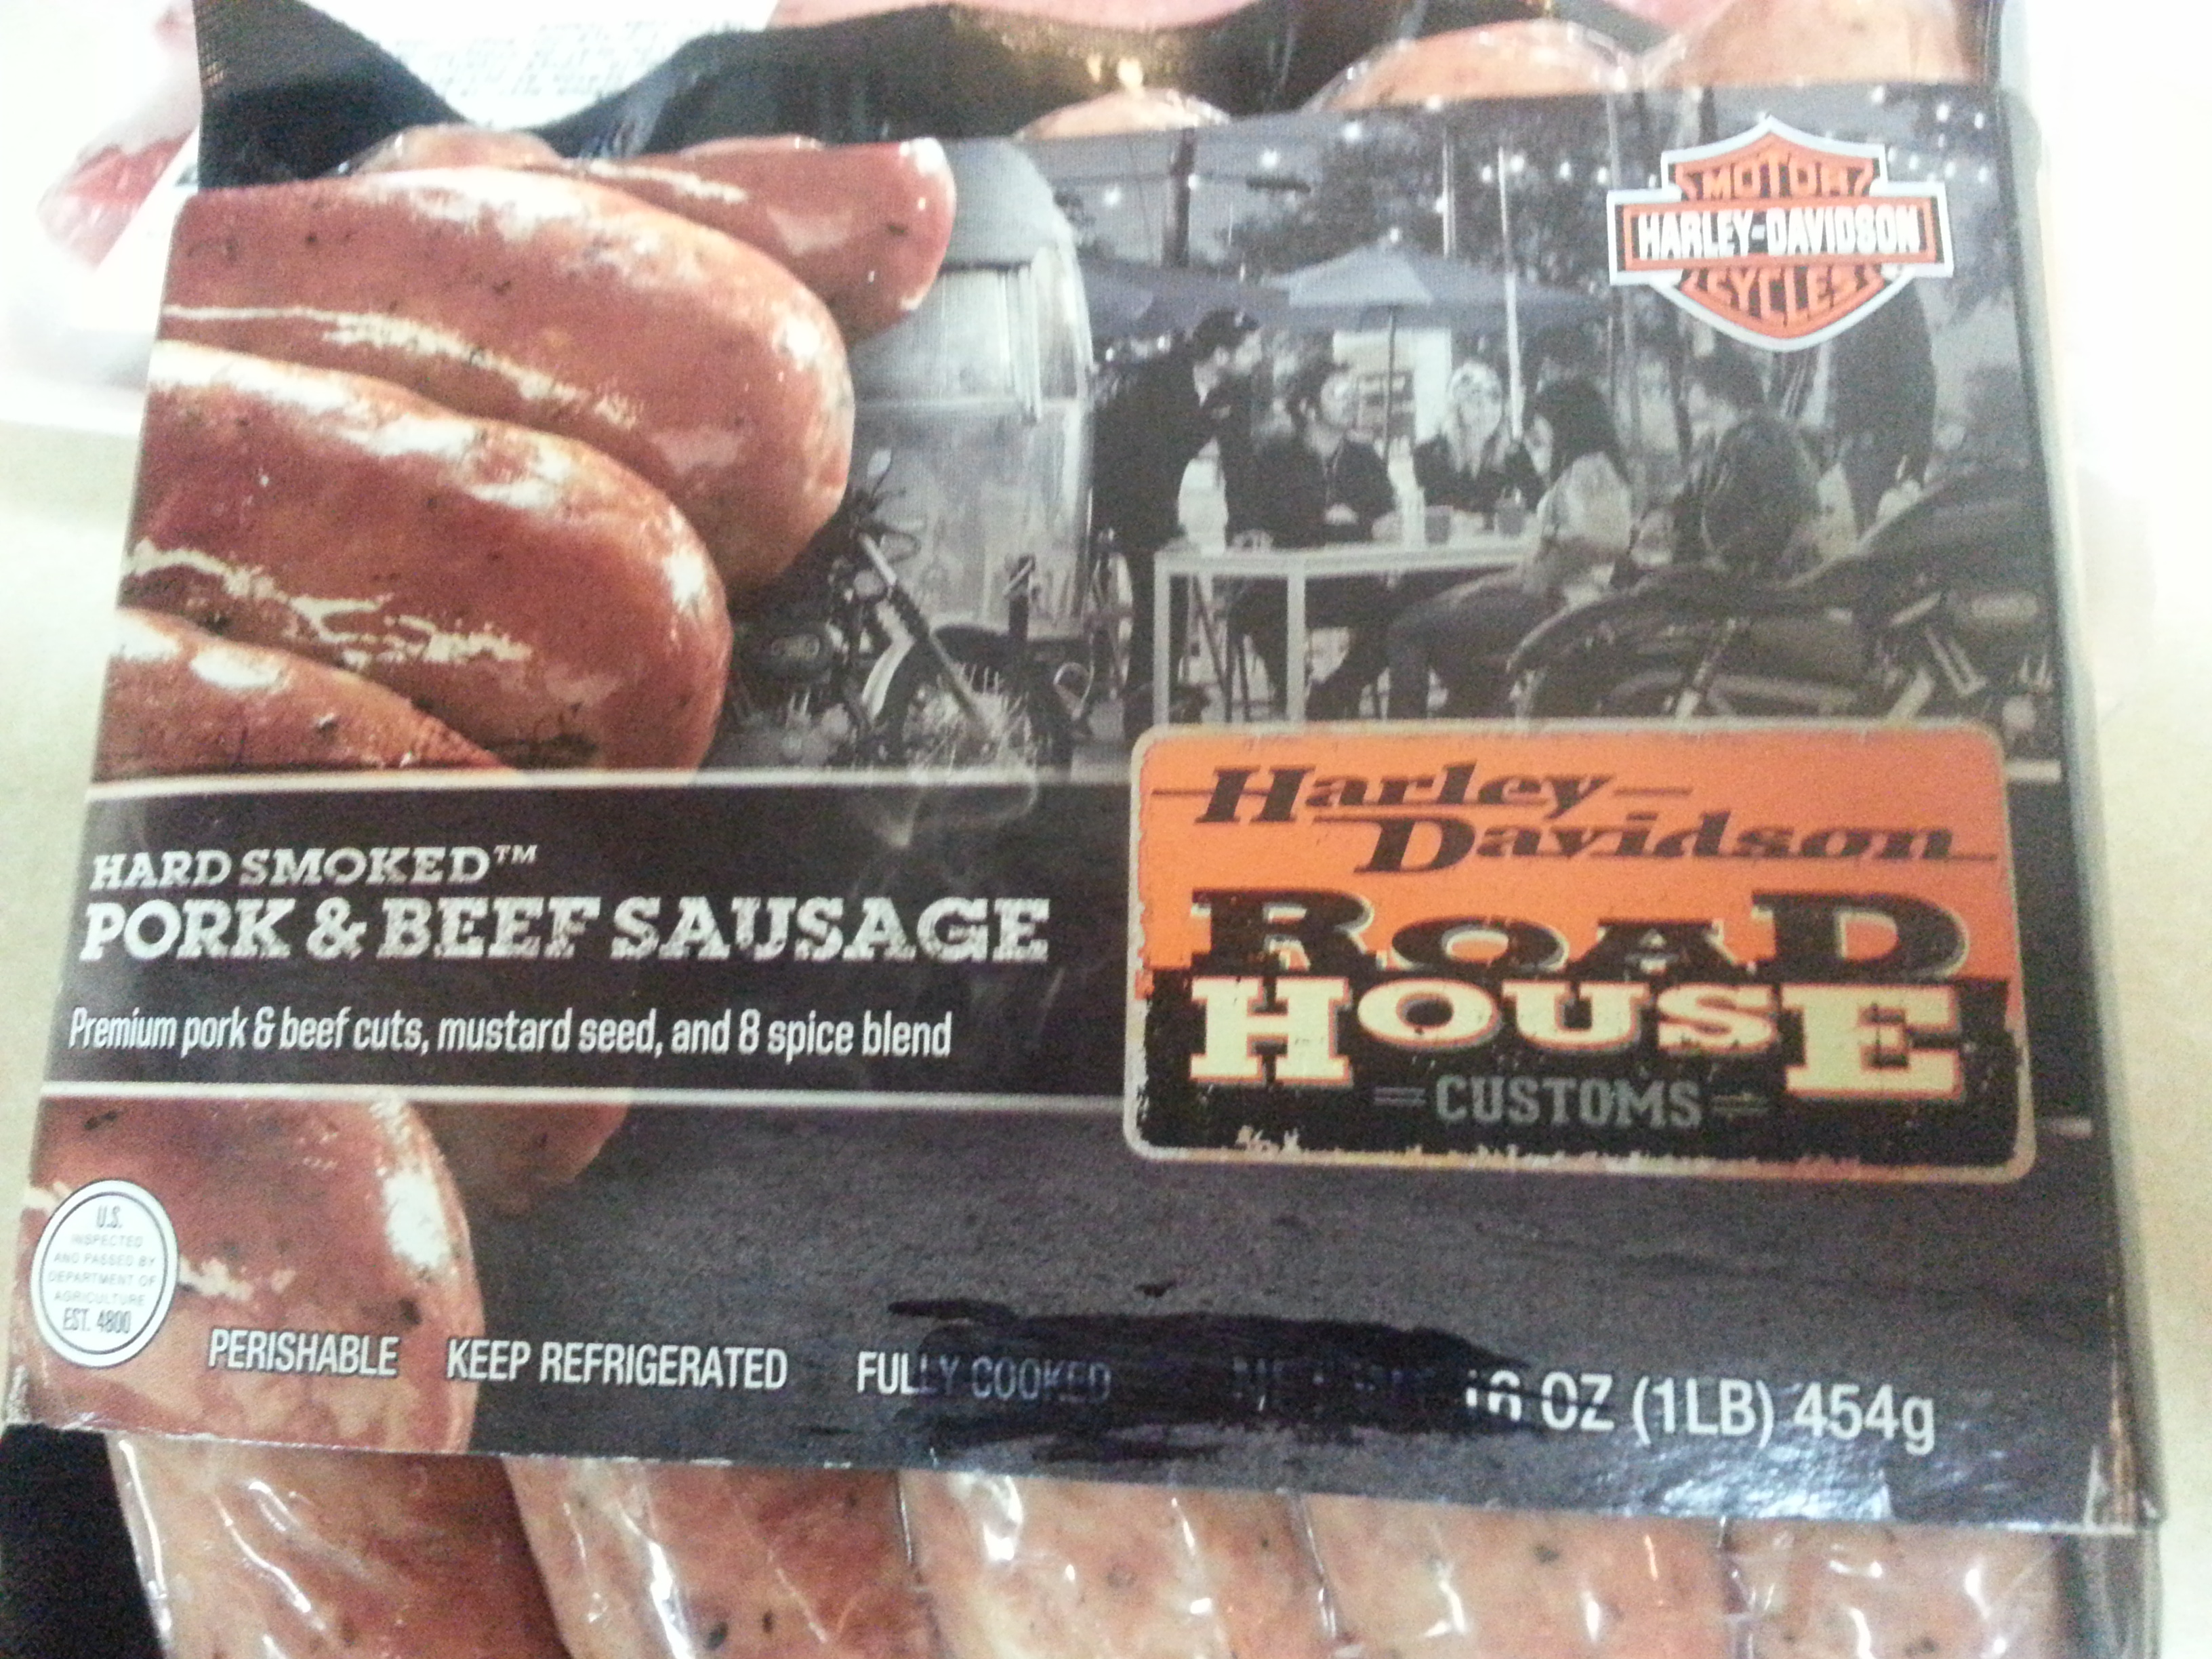 MOTOR
HARLEY-DAVIDSON
CYCLES
Harley
Davidson
ROAD
HOUSE
CUSTOMS
HARD SMOKED™
PORK & BEEF SAUSAGE
Premium pork & beef cuts, mustard seed, and 8 spice blend
U.S.
INSPECTED
AND PASSED BY
DEPARTMENT OF
AGRICULTURE
EST. 4800
PERISHABLE KEEP REFRIGERATED FULLY COOKED 16 OZ (1LB) 454g